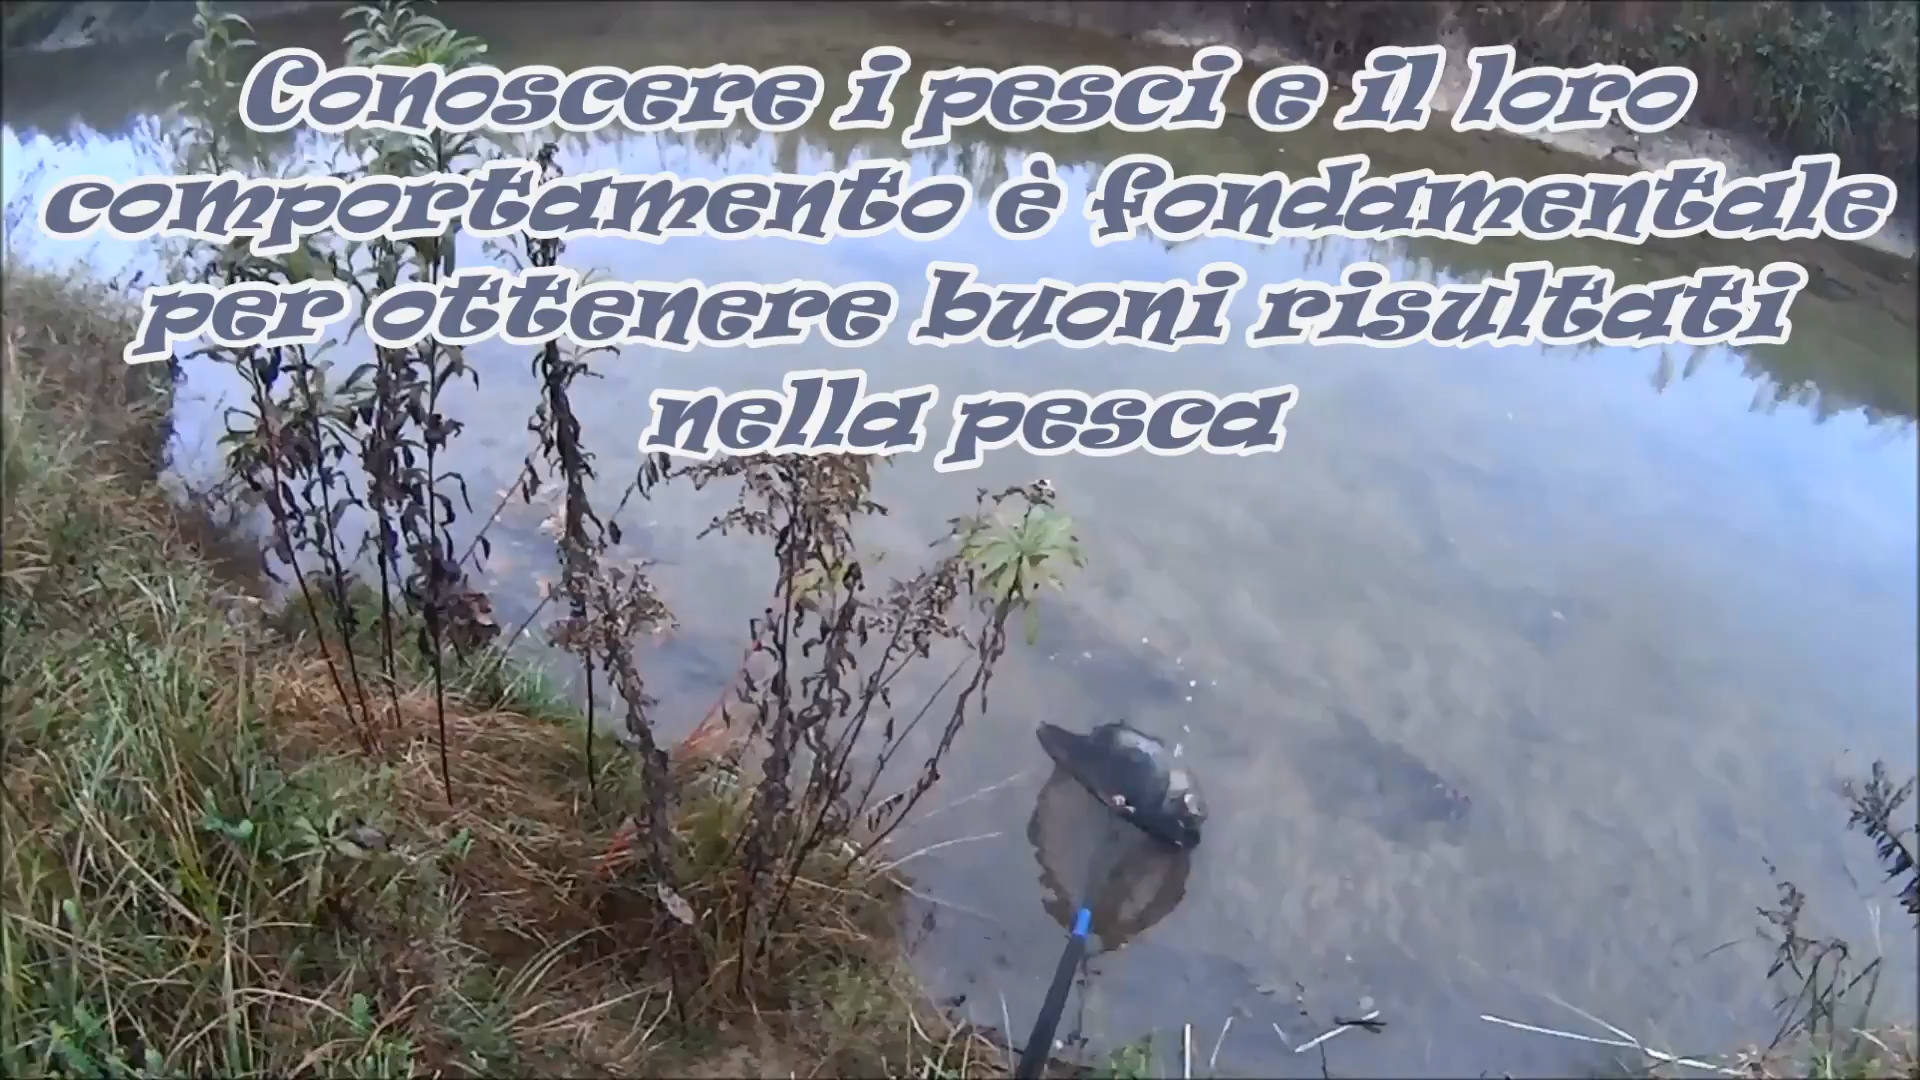 Conoscere i pesci e il loro
comportamento è fondamentale
per ottenere buoni risultati
nella pesca